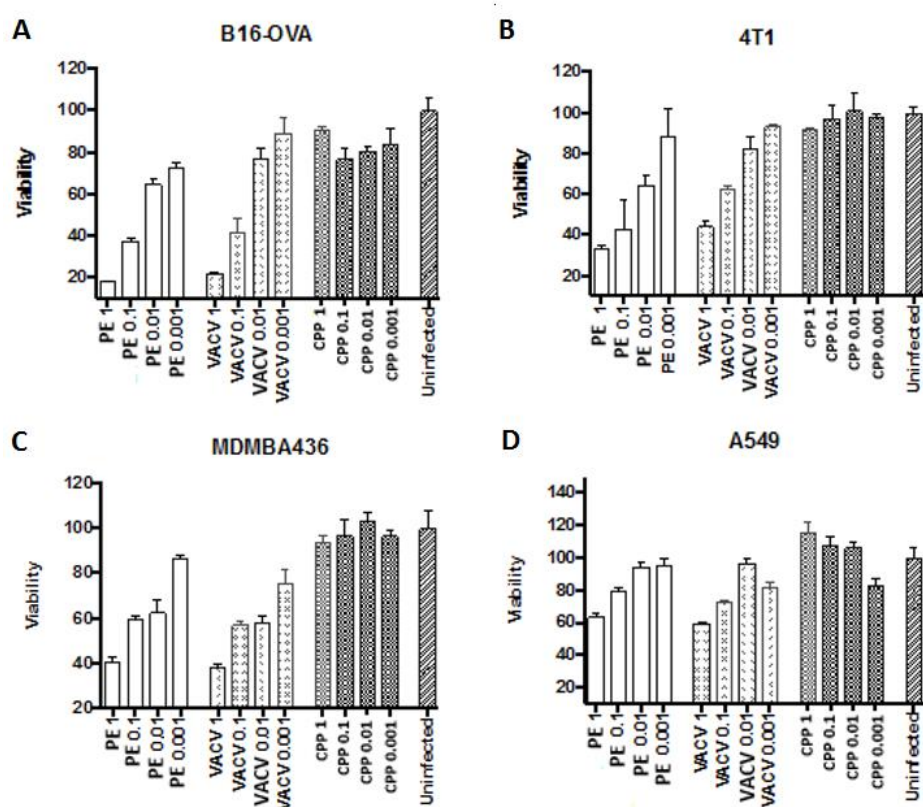 A
B16-OVA
Viability
120
100
80
60
40
20
PE 1
PE 0.1
PE 0.01
PE 0.001
VACV 1
VACV 0.1
VACV 0.01
VACV 0.001
CPP 1
CPP 0.1
CPP 0.01
CPP 0.001
Uninfected
B
4T1
Viability
120
100
80
60
40
20
PE 1
PE 0.1
PE 0.01
PE 0.001
VACV 1
VACV 0.1
VACV 0.01
VACV 0.001
CPP 1
CPP 0.1
CPP 0.01
CPP 0.001
Uninfected
C
MDMBA436
Viability
120
100
80
60
40
20
PE 1
PE 0.1
PE 0.01
PE 0.001
VACV 1
VACV 0.1
VACV 0.01
VACV 0.001
CPP 1
CPP 0.1
CPP 0.01
CPP 0.001
Uninfected
D
A549
Viability
140
120
100
80
60
40
20
PE 1
PE 0.1
PE 0.01
PE 0.001
VACV 1
VACV 0.1
VACV 0.01
VACV 0.001
CPP 1
CPP 0.1
CPP 0.01
CPP 0.001
Uninfected